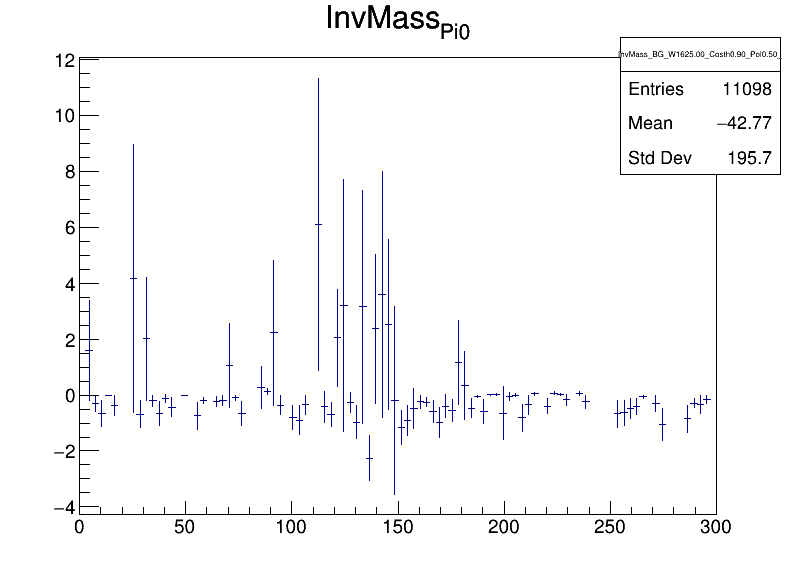 InvMass_Pi0
InvMass_BG_W1625.00_Costh0.90_Pol0.50_
Entries 11098
Mean −42.77
Std Dev 195.7
12
10
8
6
4
2
0
−2
−4
0 50 100 150 200 250 300